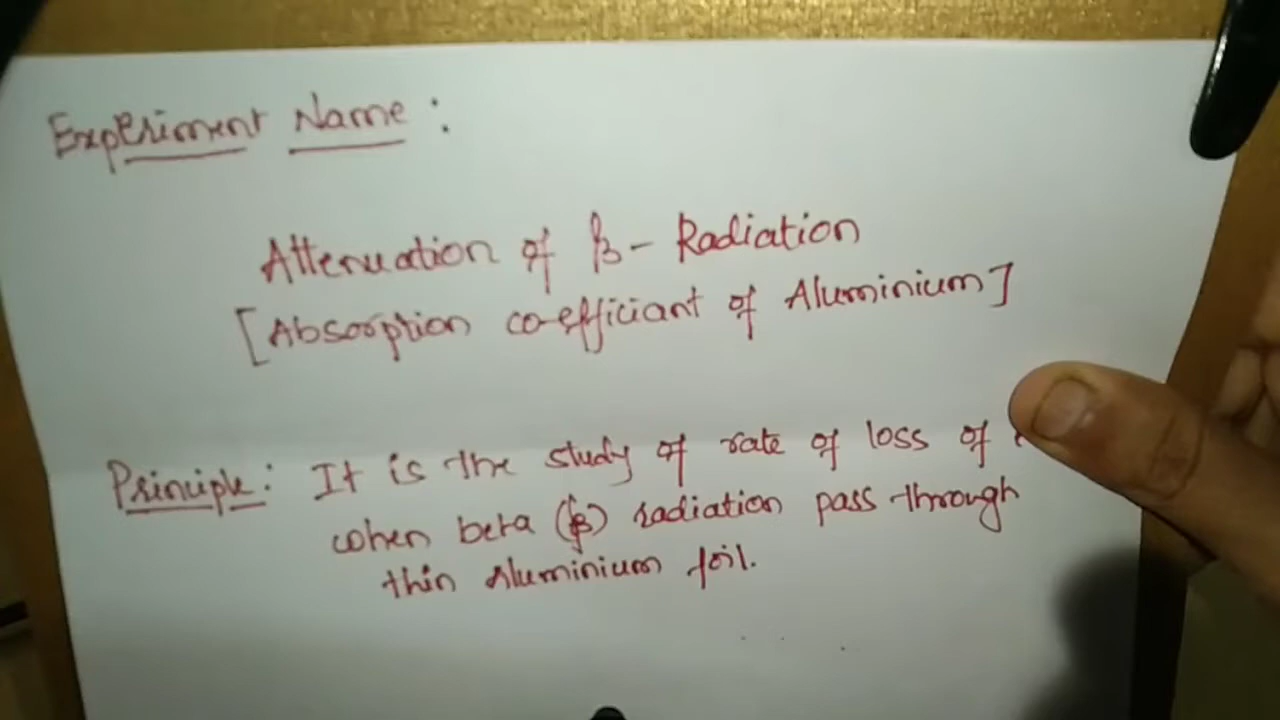 Experiment Name :
Attenuation of β - Radiation
[Absorption co-efficiant of Aluminium]
Principle : It is the study of rate of loss of
when beta (β) radiation pass through
thin Aluminium foil.